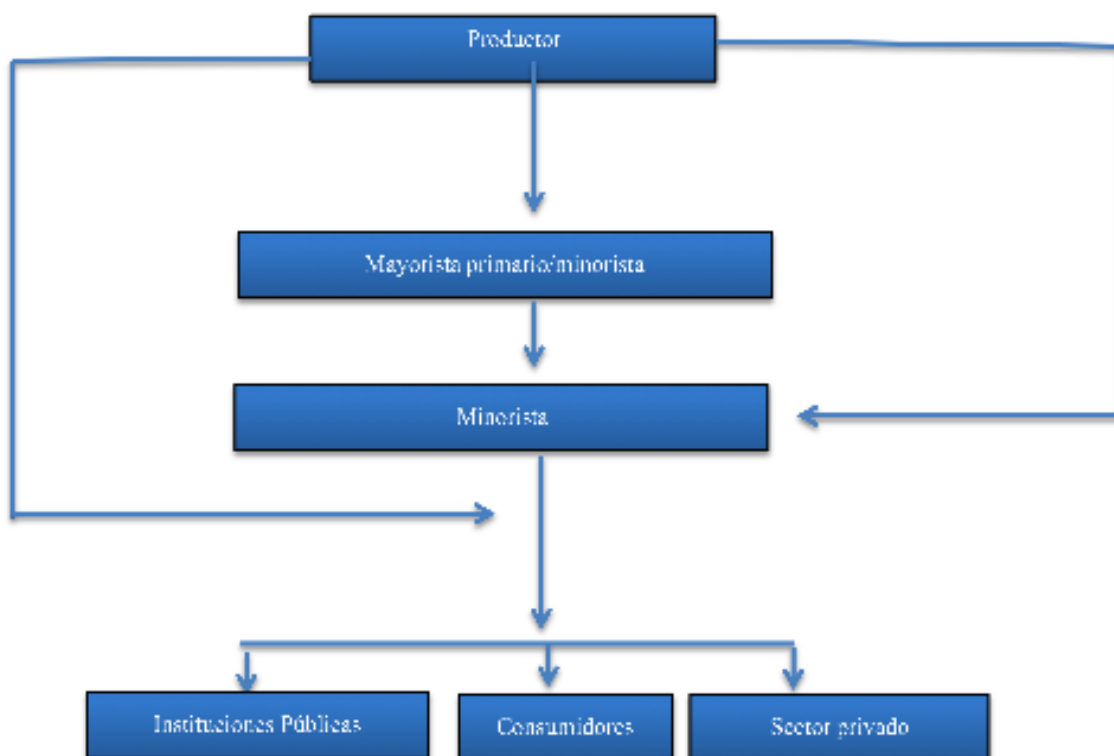 Productor
Mayorista primario/minorista
Minorista
Instituciones Públicas
Consumidores
Sector privado